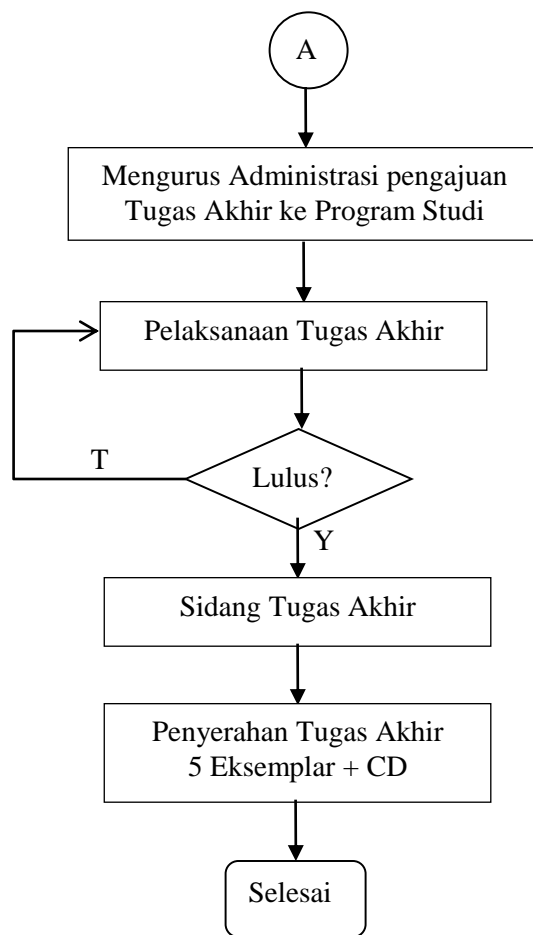 A
Mengurus Administrasi pengajuan
Tugas Akhir ke Program Studi
Pelaksanaan Tugas Akhir
T
Lulus?
Y
Sidang Tugas Akhir
Penyerahan Tugas Akhir
5 Eksemplar + CD
Selesai